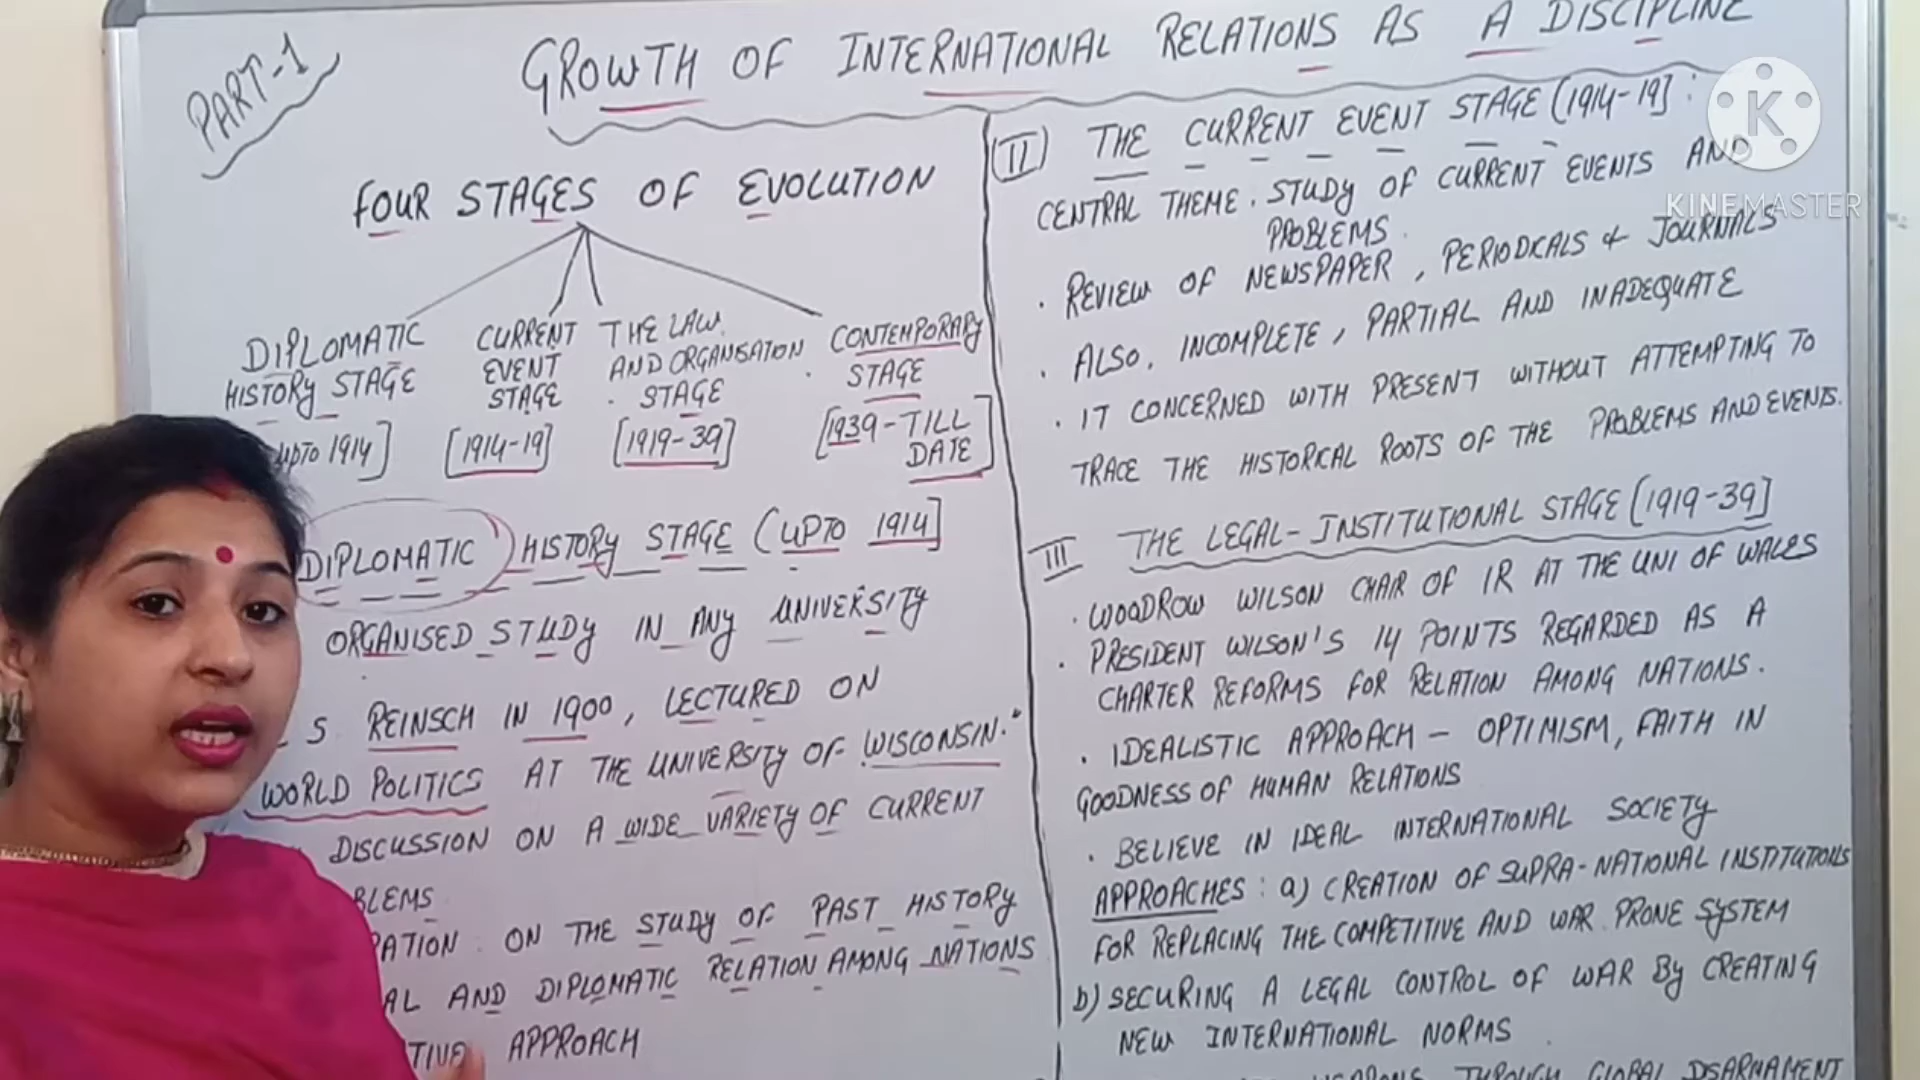 PART-1
GROWTH OF INTERNATIONAL RELATIONS AS A DISCIPLINE
FOUR STAGES OF EVOLUTION
DIPLOMATIC
HISTORY STAGE
UPTO 1914]
CURRENT
EVENT
STAGE
[1914-19]
THE LAW
AND ORGANISATION
STAGE
[1919-39]
CONTEMPORARY
STAGE
[1939-TILL
DATE]
DIPLOMATIC HISTORY STAGE (UPTO 1914]
ORGANISED STUDY IN ANY UNIVERSITY
S REINSCH IN 1900, LECTURED ON
WORLD POLITICS AT THE UNIVERSITY OF WISCONSIN.
DISCUSSION ON A WIDE VARIETY OF CURRENT
BLEMS
RATION: ON THE STUDY OF PAST HISTORY
AL AND DIPLOMATIC RELATION AMONG NATIONS
TIVE APPROACH
II) THE CURRENT EVENT STAGE (1914-19]:
CENTRAL THEME. STUDY OF CURRENT EVENTS AND
PROBLEMS.
. REVIEW OF NEWSPAPER, PERIODICALS & JOURNALS
. ALSO, INCOMPLETE, PARTIAL AND INADEQUATE
. IT CONCERNED WITH PRESENT WITHOUT ATTEMPTING TO
TRACE THE HISTORICAL ROOTS OF THE PROBLEMS AND EVENTS.
III THE LEGAL-INSTITUTIONAL STAGE [1919-39]
. WOODROW WILSON CHAIR OF IR AT THE UNI OF WALES
. PRESIDENT WILSON'S 14 POINTS REGARDED AS A
CHARTER REFORMS FOR RELATION AMONG NATIONS.
. IDEALISTIC APPROACH - OPTIMISM, FAITH IN
GOODNESS OF HUMAN RELATIONS
. BELIEVE IN IDEAL INTERNATIONAL SOCIETY
APPROACHES: a) CREATION OF SUPRA-NATIONAL INSTITUTIONS
FOR REPLACING THE COMPETITIVE AND WAR PRONE SYSTEM
b) SECURING A LEGAL CONTROL OF WAR BY CREATING
NEW INTERNATIONAL NORMS
WEAPONS THROUGH GLOBAL DISARMAMENT
K
KINEMASTER